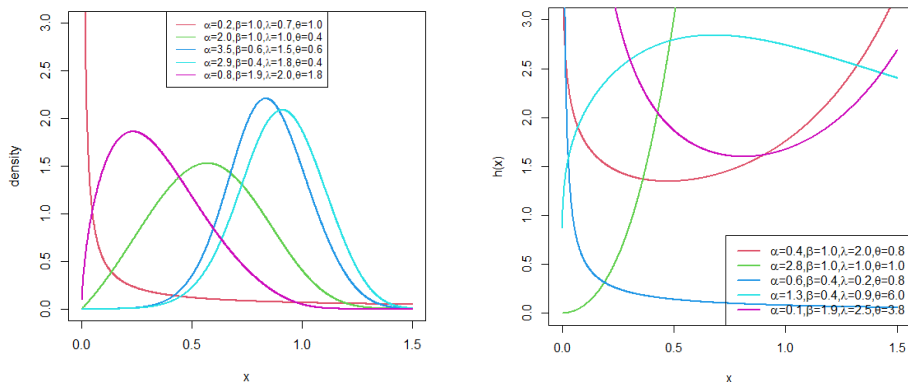 3.0
2.5
2.0
1.5
1.0
0.5
0.0
density
α=0.2,β=1.0,λ=0.7,θ=1.0
α=2.0,β=1.0,λ=1.0,θ=0.4
α=3.5,β=0.6,λ=1.5,θ=0.6
α=2.9,β=0.4,λ=1.8,θ=0.4
α=0.8,β=1.9,λ=2.0,θ=1.8
0.0 0.5 1.0 1.5
x
3.0
2.5
2.0
1.5
1.0
0.5
0.0
h(x)
α=0.4,β=1.0,λ=2.0,θ=0.8
α=2.8,β=1.0,λ=1.0,θ=1.0
α=0.6,β=0.4,λ=0.2,θ=0.8
α=1.3,β=0.4,λ=0.9,θ=6.0
α=0.1,β=1.9,λ=2.5,θ=3.8
0.0 0.5 1.0 1.5
x